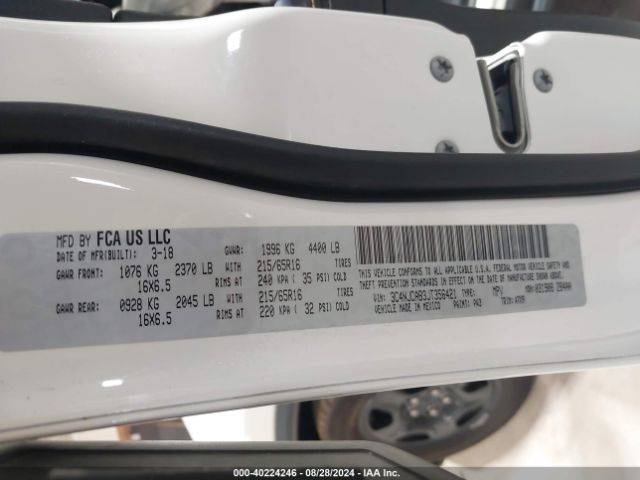 MFD BY FCA US LLC
DATE OF MFR(BUILT): 3-18 GVWR: 1996 KG 4400 LB
GAWR FRONT: 1076 KG 2370 LB WITH 215/65R16 TIRES
16X6.5 RIMS AT 240 KPA ( 35 PSI) COLD
GAWR REAR: 0928 KG 2045 LB WITH 215/65R16 TIRES
16X6.5 RIMS AT 220 KPA ( 32 PSI) COLD
THIS VEHICLE CONFORMS TO ALL APPLICABLE U.S.A. FEDERAL MOTOR VEHICLE SAFETY, BUMPER, AND
THEFT PREVENTION STANDARDS IN EFFECT ON THE DATE OF MANUFACTURE SHOWN ABOVE.
VIN: 3C4NJCAB3JT356421 TYPE: MPV
VEHICLE MADE IN MEXICO PAINT: PW3 TRIM:
000-40224246 - 08/28/2024 - IAA Inc.